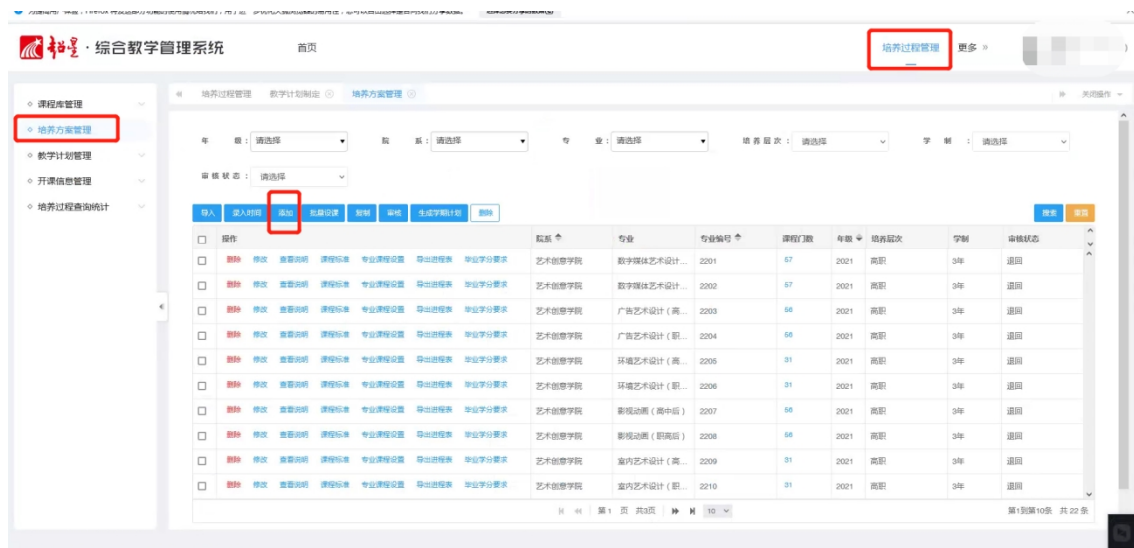 超星·综合教学管理系统 首页 培养过程管理 更多 »
课程库管理
培养方案管理
教学计划管理
开课信息管理
培养过程查询统计
培养过程管理 教学计划制定 培养方案管理 关闭操作
年 级: 请选择 院 系: 请选择 专 业: 请选择 培养层次: 请选择 学 制: 请选择
审核状态: 请选择
导入 录入时间 添加 批量设课 复制 审核 生成学期计划 删除 搜索 重置
操作 院系 专业 专业编号 课程门数 年级 培养层次 学制 审核状态
删除 修改 查看说明 课程标准 专业课程设置 导出进程表 毕业学分要求 艺术创意学院 数字媒体艺术设计... 2201 57 2021 高职 3年 退回
删除 修改 查看说明 课程标准 专业课程设置 导出进程表 毕业学分要求 艺术创意学院 数字媒体艺术设计... 2202 57 2021 高职 3年 退回
删除 修改 查看说明 课程标准 专业课程设置 导出进程表 毕业学分要求 艺术创意学院 广告艺术设计（高... 2203 56 2021 高职 3年 退回
删除 修改 查看说明 课程标准 专业课程设置 导出进程表 毕业学分要求 艺术创意学院 广告艺术设计（职... 2204 56 2021 高职 3年 退回
删除 修改 查看说明 课程标准 专业课程设置 导出进程表 毕业学分要求 艺术创意学院 环境艺术设计（高... 2205 31 2021 高职 3年 退回
删除 修改 查看说明 课程标准 专业课程设置 导出进程表 毕业学分要求 艺术创意学院 环境艺术设计（职... 2206 31 2021 高职 3年 退回
删除 修改 查看说明 课程标准 专业课程设置 导出进程表 毕业学分要求 艺术创意学院 影视动画（高中后） 2207 56 2021 高职 3年 退回
删除 修改 查看说明 课程标准 专业课程设置 导出进程表 毕业学分要求 艺术创意学院 影视动画（职高后） 2208 56 2021 高职 3年 退回
删除 修改 查看说明 课程标准 专业课程设置 导出进程表 毕业学分要求 艺术创意学院 室内艺术设计（高... 2209 31 2021 高职 3年 退回
删除 修改 查看说明 课程标准 专业课程设置 导出进程表 毕业学分要求 艺术创意学院 室内艺术设计（职... 2210 31 2021 高职 3年 退回
第 1 页 共3页 10 第1到第10条 共 22 条